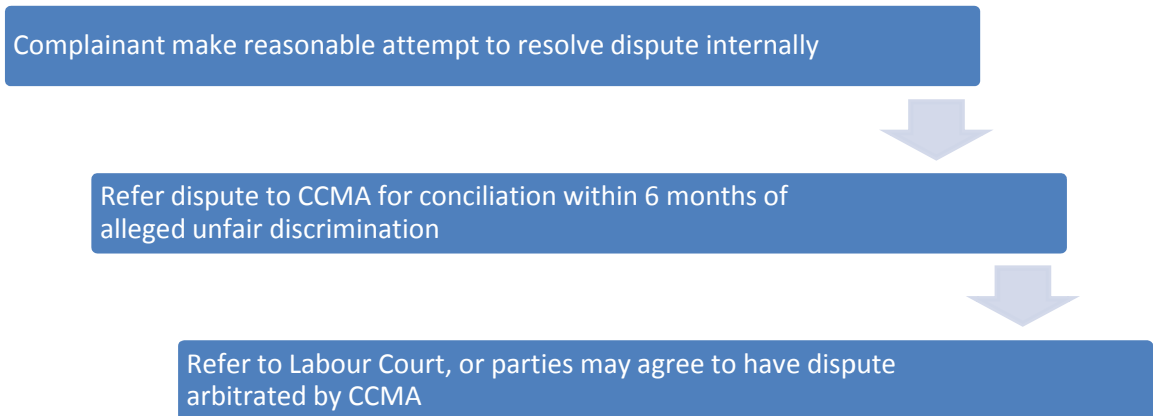 Complainant make reasonable attempt to resolve dispute internally
Refer dispute to CCMA for conciliation within 6 months of
alleged unfair discrimination
Refer to Labour Court, or parties may agree to have dispute
arbitrated by CCMA